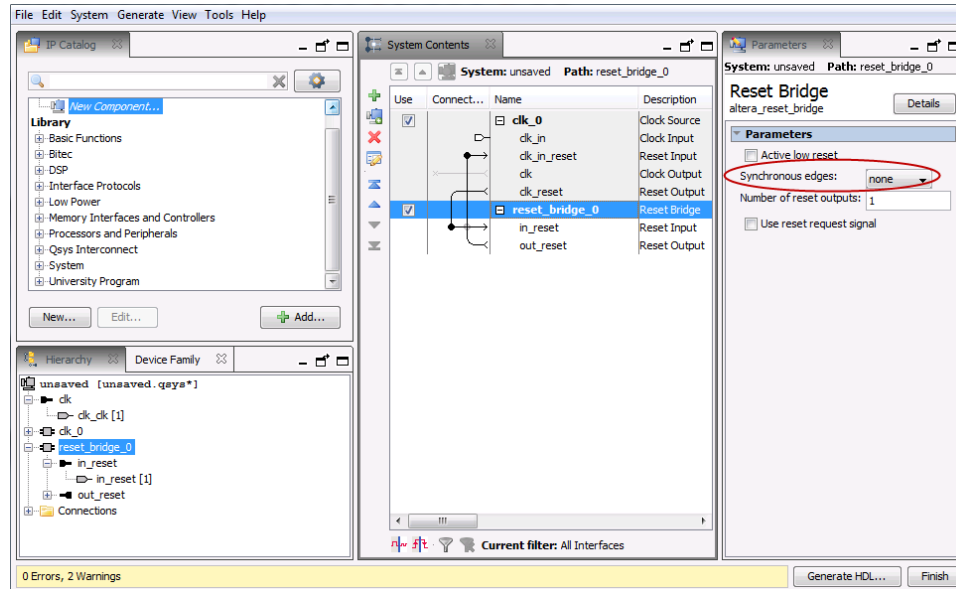 File Edit System Generate View Tools Help
IP Catalog
New Component...
Library
Basic Functions
Bitec
DSP
Interface Protocols
Low Power
Memory Interfaces and Controllers
Processors and Peripherals
Qsys Interconnect
System
University Program
New... Edit... Add...
Hierarchy Device Family
unsaved [unsaved.qsys*]
clk
clk_clk [1]
clk_0
reset_bridge_0
in_reset
in_reset [1]
out_reset
Connections
System Contents
System: unsaved Path: reset_bridge_0
Use Connect... Name Description
clk_0 Clock Source
clk_in Clock Input
clk_in_reset Reset Input
clk Clock Output
clk_reset Reset Output
reset_bridge_0 Reset Bridge
in_reset Reset Input
out_reset Reset Output
Current filter: All Interfaces
Parameters
System: unsaved Path: reset_bridge_0
Reset Bridge
altera_reset_bridge
Details
Parameters
Active low reset
Synchronous edges: none
Number of reset outputs: 1
Use reset request signal
0 Errors, 2 Warnings
Generate HDL... Finish